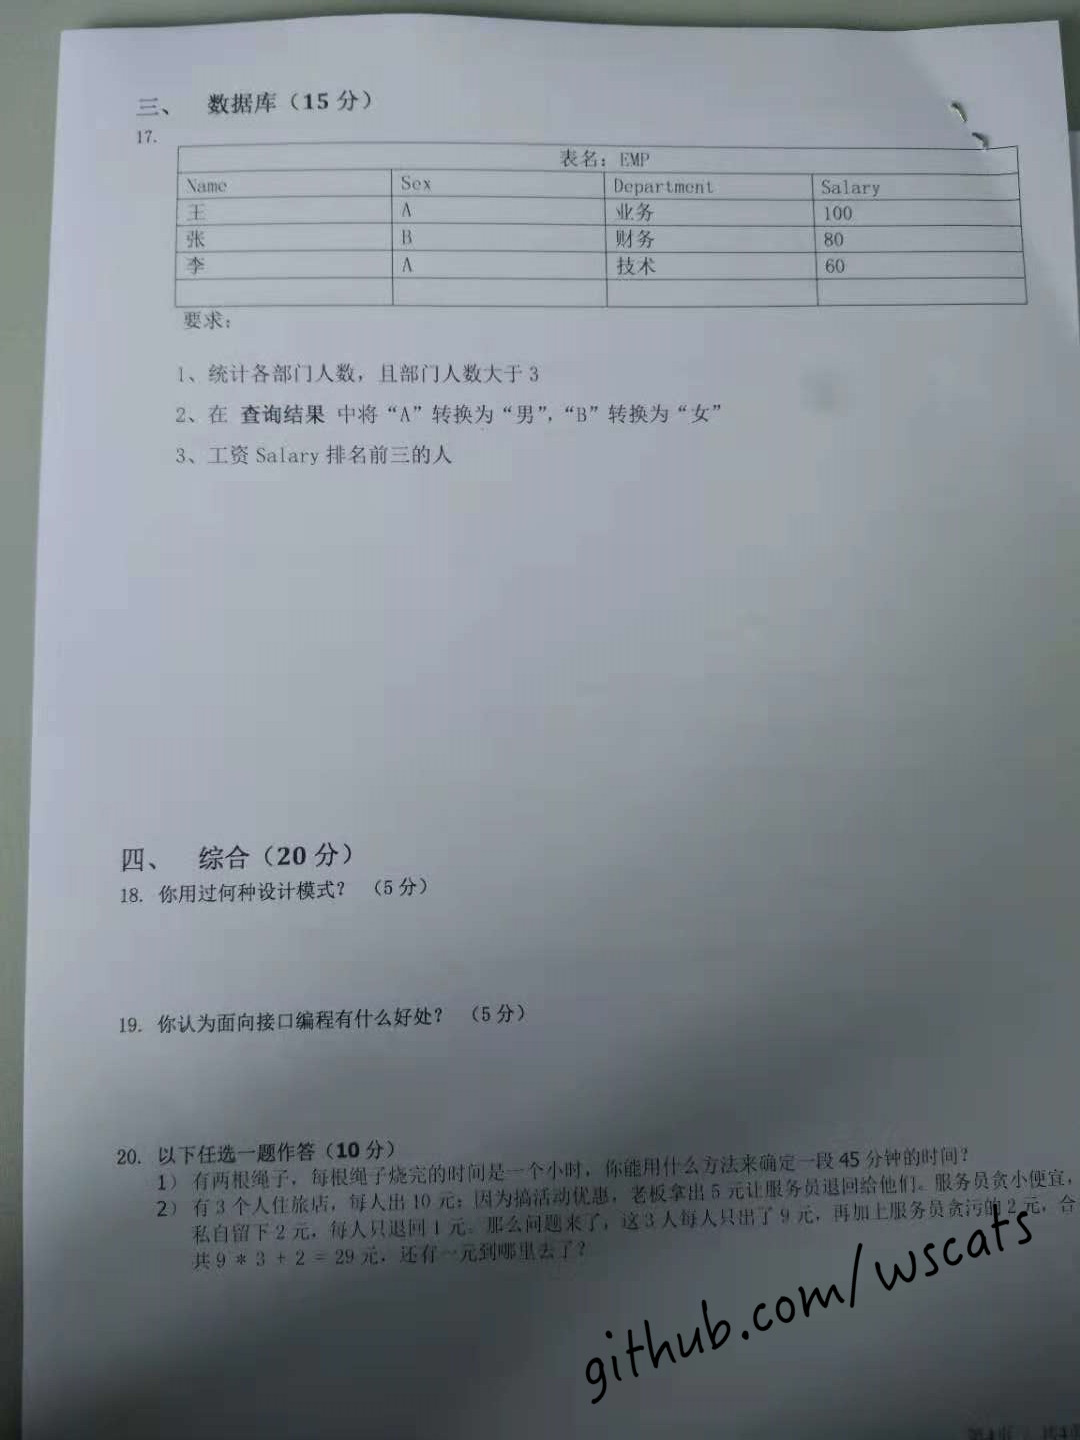 三、 数据库（15 分）
17.
表名：EMP
Name Sex Department Salary
王 A 业务 100
张 B 财务 80
李 A 技术 60
要求：
1、统计各部门人数，且部门人数大于 3
2、在 查询结果 中将“A”转换为“男”，“B”转换为“女”
3、工资 Salary 排名前三的人
四、 综合（20 分）
18. 你用过何种设计模式？ （5 分）
19. 你认为面向接口编程有什么好处？ （5 分）
20. 以下任选一题作答（10 分）
1） 有两根绳子，每根绳子烧完的时间是一个小时，你能用什么方法来确定一段 45 分钟的时间？
2） 有 3 个人住旅店，每人出 10 元；因为搞活动优惠，老板拿出 5 元让服务员退回给他们。服务员贪小便宜，
私自留下 2 元，每人只退回 1 元。那么问题来了，这 3 人每人只出了 9 元，再加上服务员贪污的 2 元，合
共 9 * 3 + 2 = 29 元，还有一元到哪里去了？
github.com/wscats